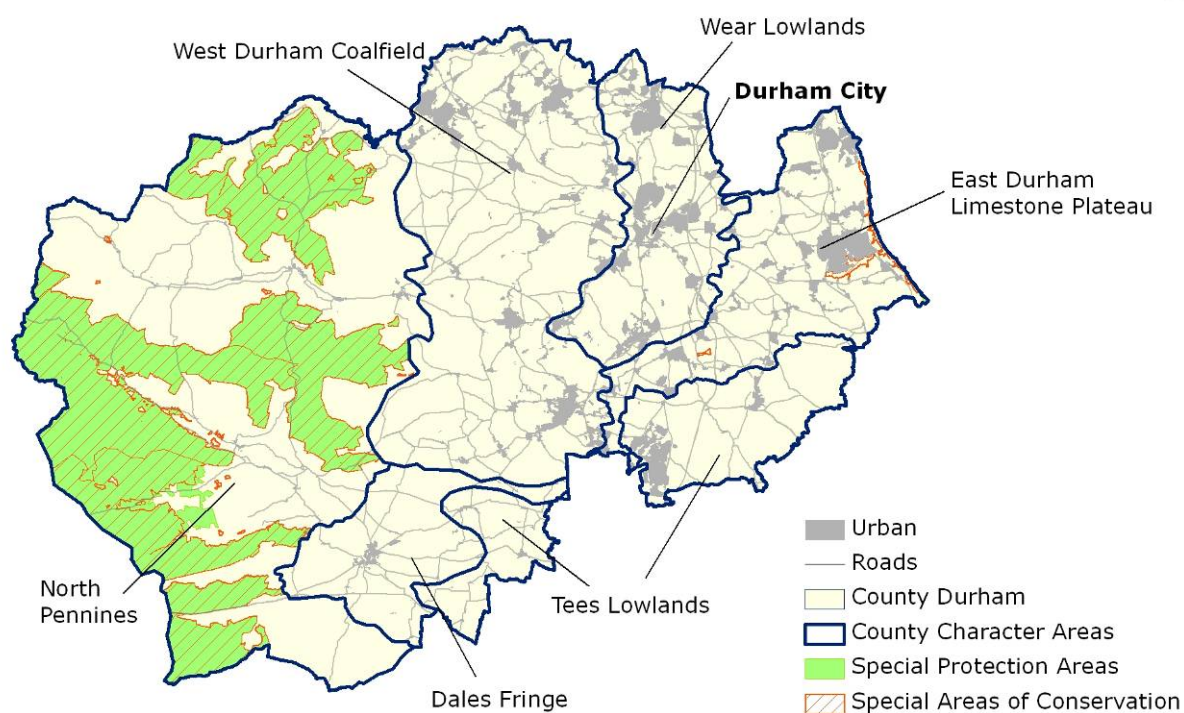 Wear Lowlands
West Durham Coalfield
Durham City
East Durham
Limestone Plateau
North
Pennines
Tees Lowlands
Dales Fringe
Urban
Roads
County Durham
County Character Areas
Special Protection Areas
Special Areas of Conservation